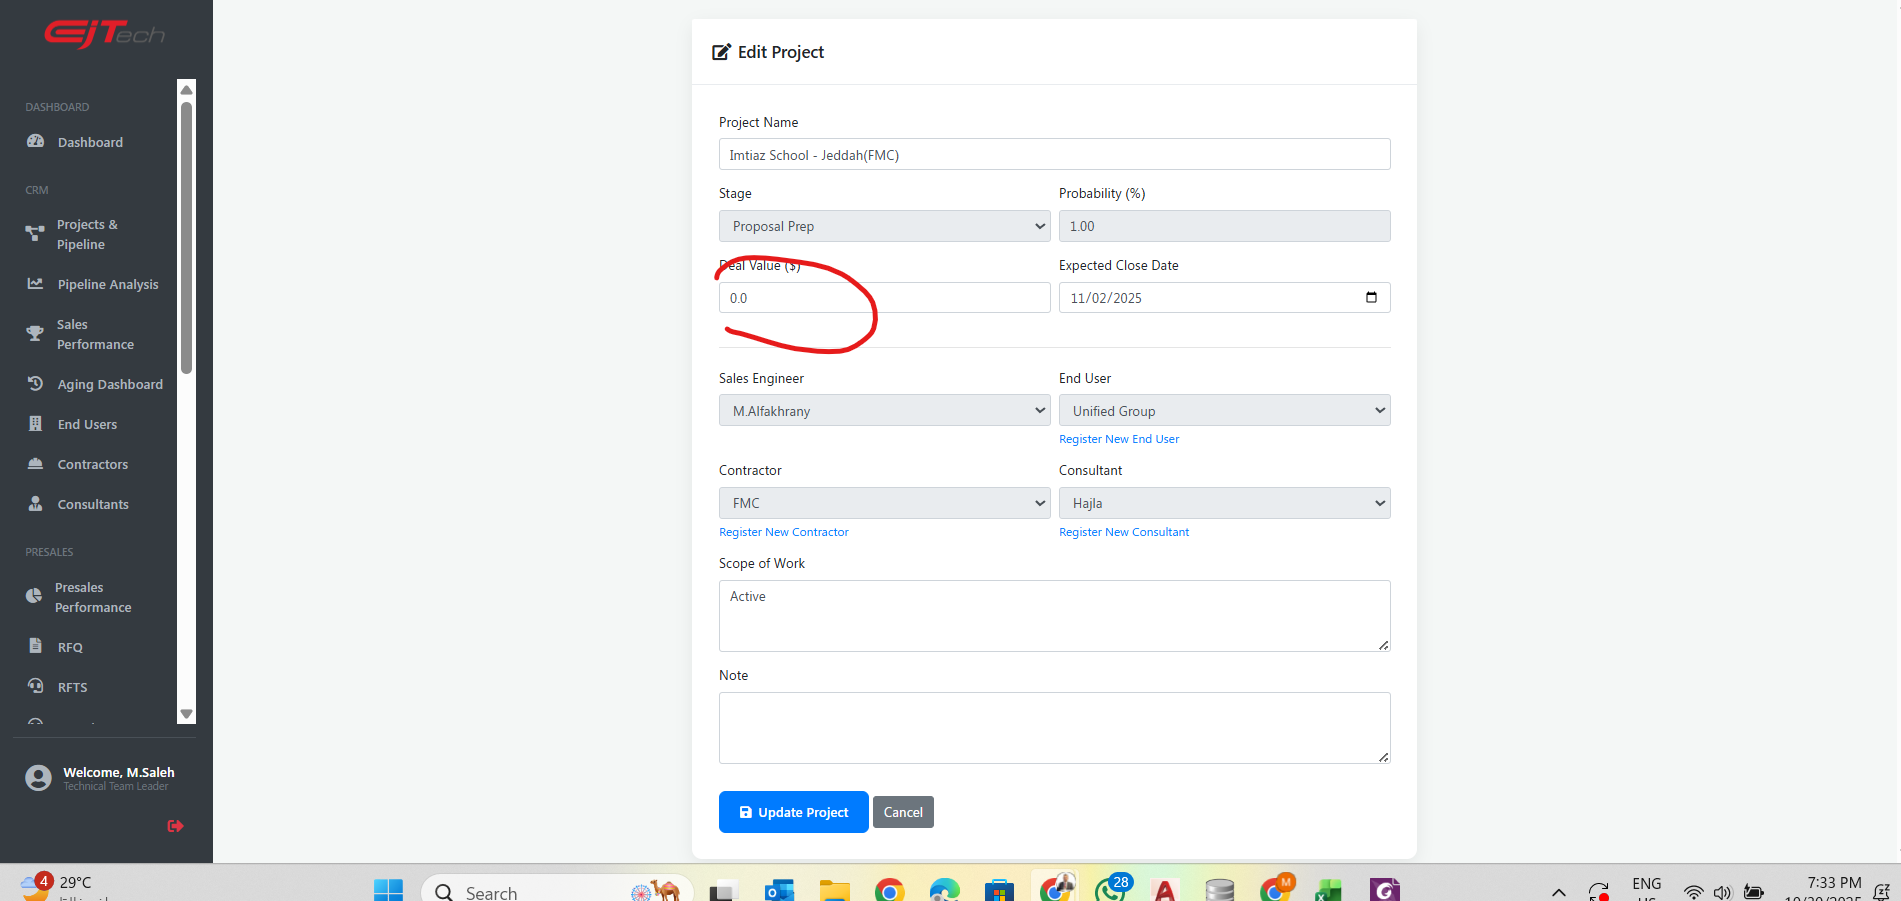 EJTech
DASHBOARD
Dashboard
CRM
Projects &
Pipeline
Pipeline Analysis
Sales
Performance
Aging Dashboard
End Users
Contractors
Consultants
PRESALES
Presales
Performance
RFQ
RFTS
Welcome, M.Saleh
Technical Team Leader
Edit Project
Project Name
Imtiaz School - Jeddah(FMC)
Stage
Probability (%)
Proposal Prep
1.00
Deal Value ($)
Expected Close Date
0.0
11/02/2025
Sales Engineer
End User
M.Alfakhrany
Unified Group
Register New End User
Contractor
Consultant
FMC
Hajla
Register New Contractor
Register New Consultant
Scope of Work
Active
Note
Update Project
Cancel
4
29°C
Search
28
M
ENG
7:33 PM